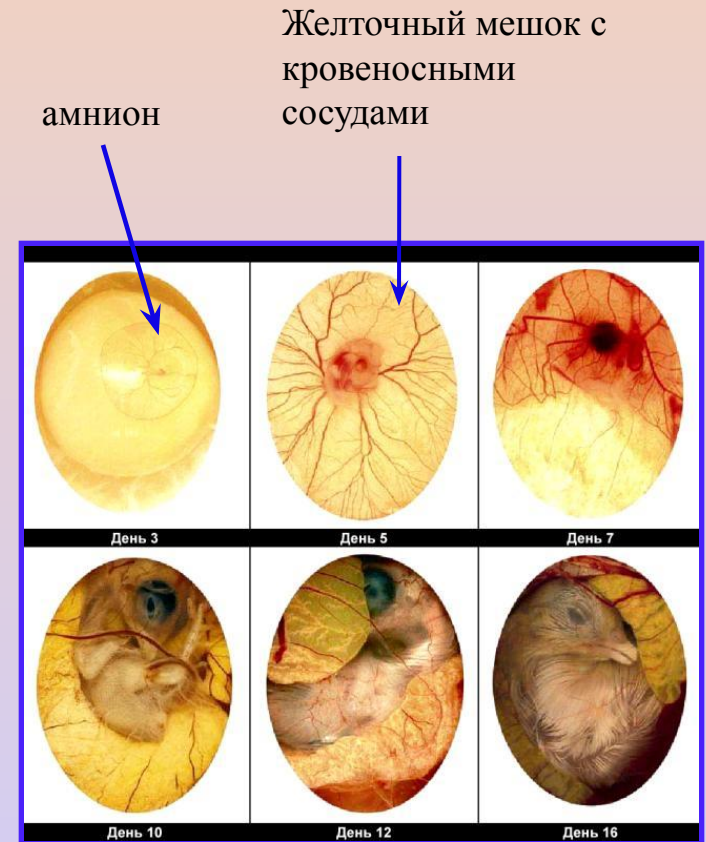 Желточный мешок с
кровеносными
сосудами
амнион
День 3
День 5
День 7
День 10
День 12
День 16